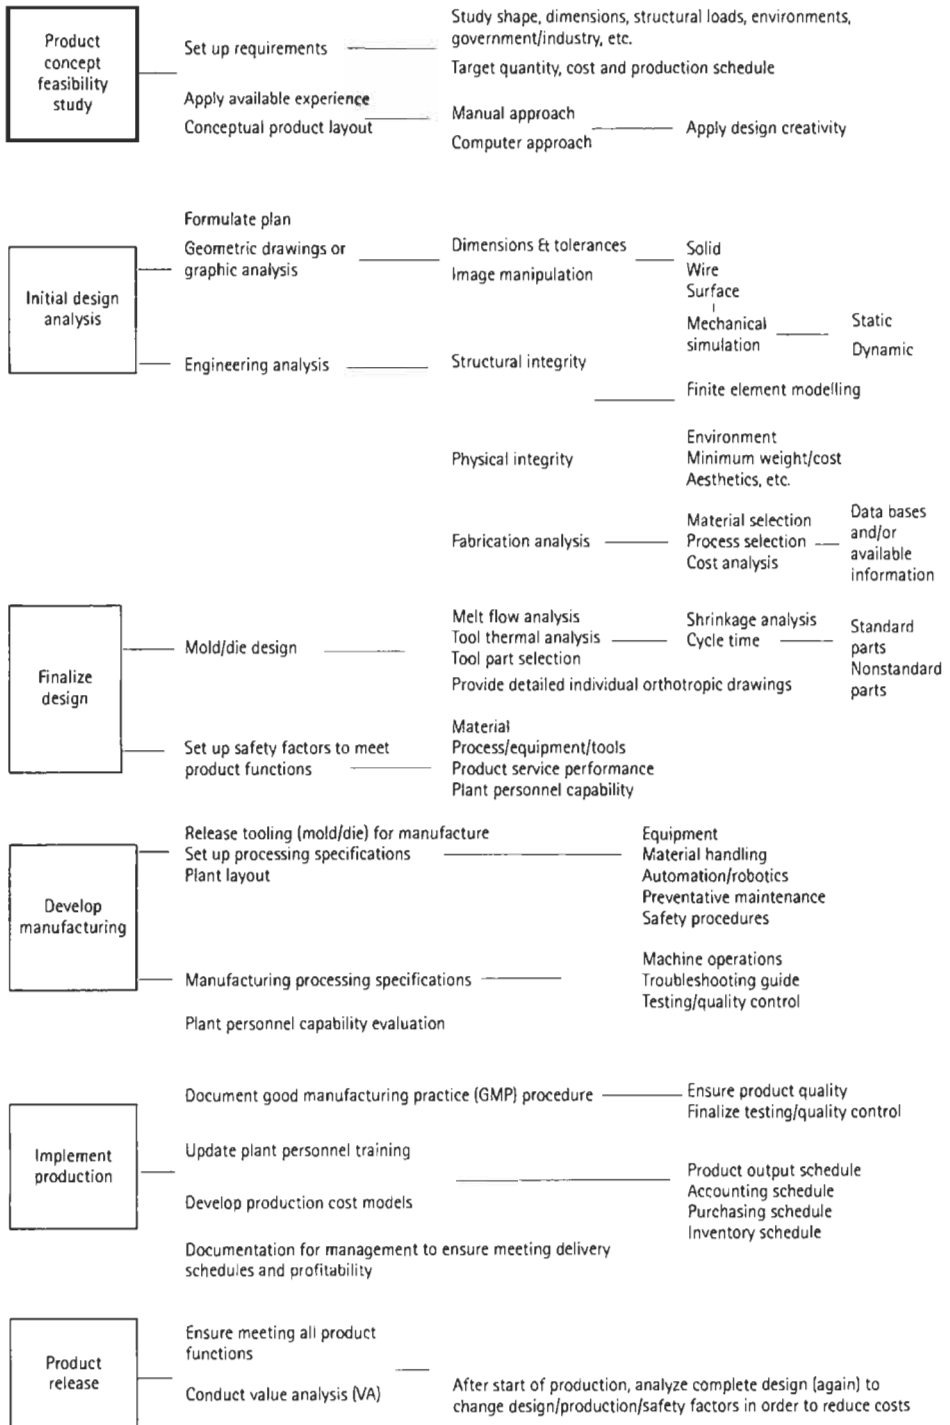 Product
concept
feasibility
study
Set up requirements
Study shape, dimensions, structural loads, environments,
government/industry, etc.
Target quantity, cost and production schedule
Apply available experience
Conceptual product layout
Manual approach
Computer approach
Apply design creativity
Initial design
analysis
Formulate plan
Geometric drawings or
graphic analysis
Dimensions & tolerances
Image manipulation
Solid
Wire
Surface
Mechanical
simulation
Static
Dynamic
Engineering analysis
Structural integrity
Finite element modelling
Physical integrity
Environment
Minimum weight/cost
Aesthetics, etc.
Fabrication analysis
Material selection
Process selection
Cost analysis
Data bases
and/or
available
information
Finalize
design
Mold/die design
Melt flow analysis
Tool thermal analysis
Tool part selection
Shrinkage analysis
Cycle time
Standard
parts
Nonstandard
parts
Provide detailed individual orthotropic drawings
Set up safety factors to meet
product functions
Material
Process/equipment/tools
Product service performance
Plant personnel capability
Develop
manufacturing
Release tooling (mold/die) for manufacture
Set up processing specifications
Plant layout
Equipment
Material handling
Automation/robotics
Preventative maintenance
Safety procedures
Manufacturing processing specifications
Machine operations
Troubleshooting guide
Testing/quality control
Plant personnel capability evaluation
Implement
production
Document good manufacturing practice (GMP) procedure
Ensure product quality
Finalize testing/quality control
Update plant personnel training
Develop production cost models
Product output schedule
Accounting schedule
Purchasing schedule
Inventory schedule
Documentation for management to ensure meeting delivery
schedules and profitability
Product
release
Ensure meeting all product
functions
Conduct value analysis (VA)
After start of production, analyze complete design (again) to
change design/production/safety factors in order to reduce costs